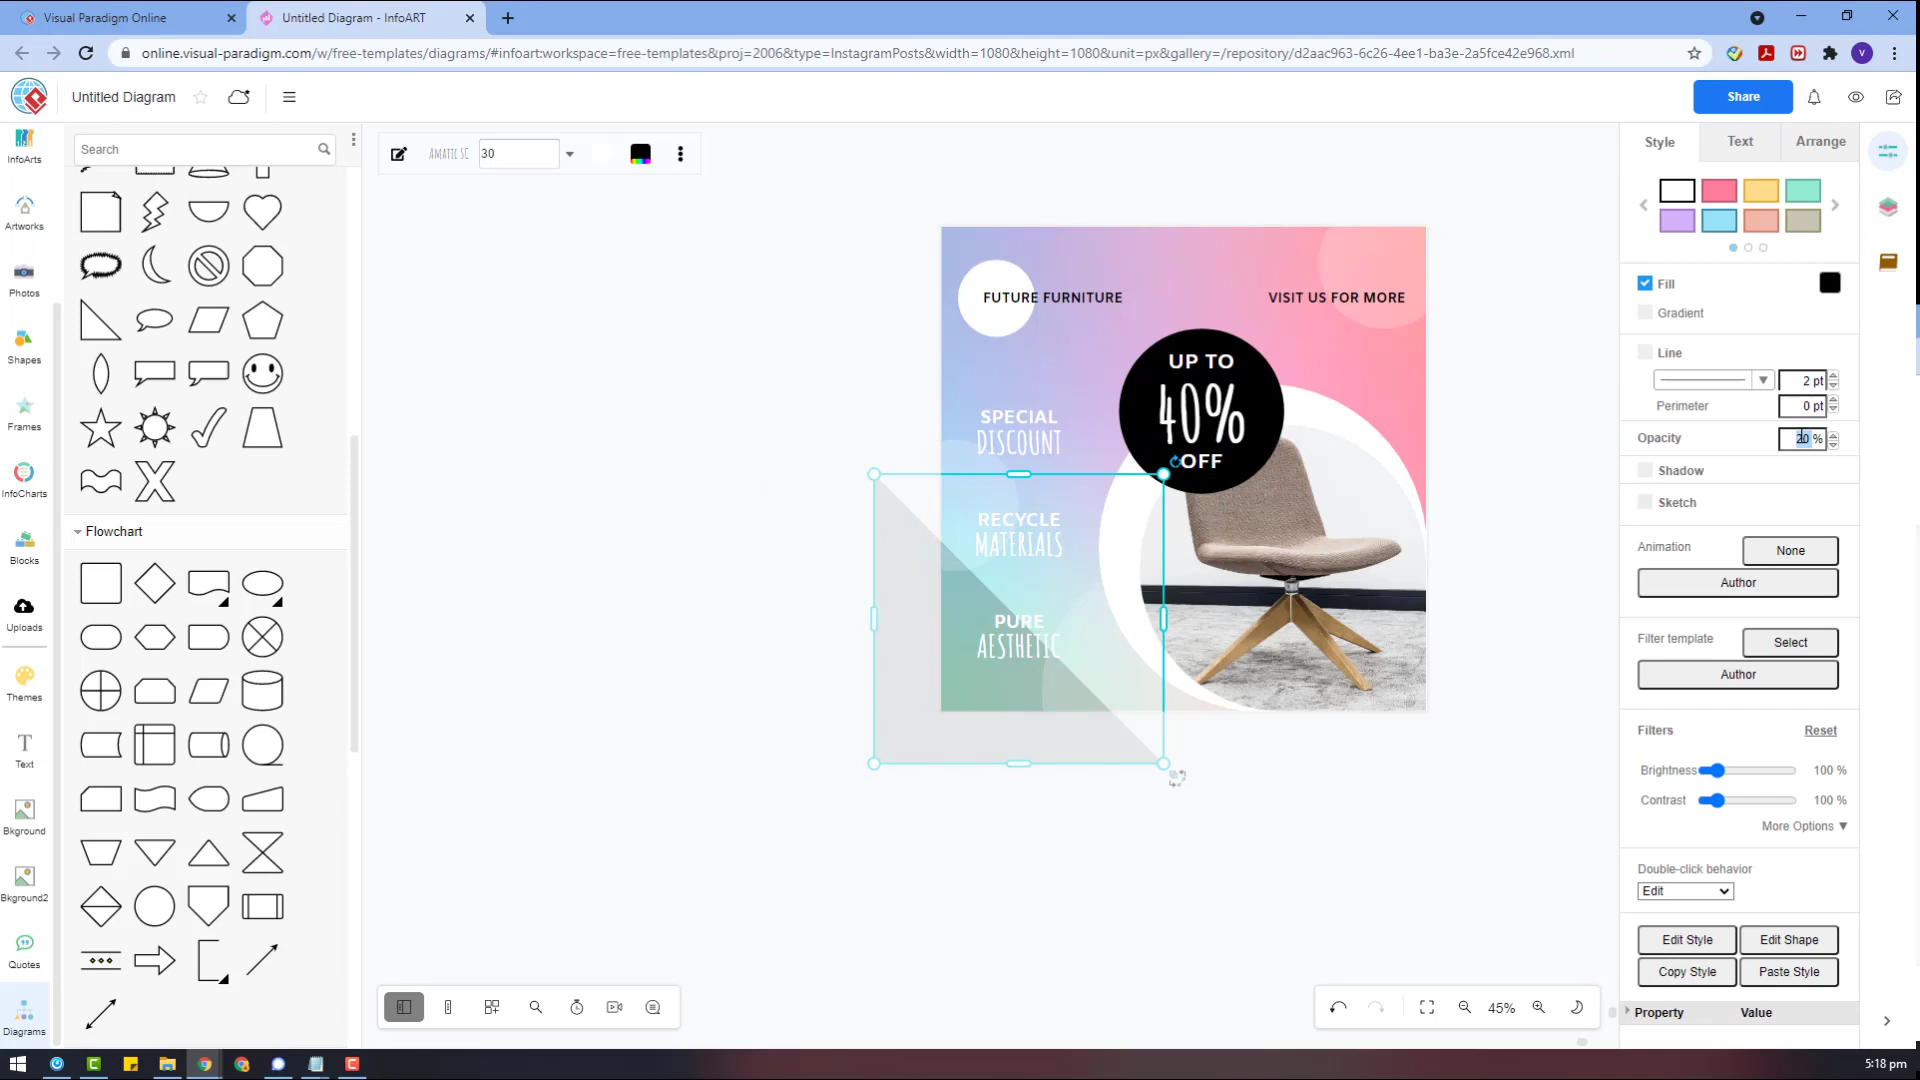 Visual Paradigm Online
Untitled Diagram - InfoART
online.visual-paradigm.com/w/free-templates/diagrams/#infoart:workspace=free-templates&proj=2006&type=InstagramPosts&width=1080&height=1080&unit=px&gallery=/repository/d2aac963-6c26-4ee1-ba3e-2a5fce42e968.xml
V
Untitled Diagram
Share
InfoArts
Artworks
Photos
Shapes
Frames
InfoCharts
Blocks
Uploads
Themes
Text
Bkground
Bkground2
Quotes
Diagrams
Search
Flowchart
AMATIC SC
30
FUTURE FURNITURE
VISIT US FOR MORE
UP TO
40%
OFF
SPECIAL
DISCOUNT
RECYCLE
MATERIALS
PURE
AESTHETIC
45%
Style
Text
Arrange
Fill
Gradient
Line
2 pt
Perimeter
0 pt
Opacity
20 %
Shadow
Sketch
Animation
None
Author
Filter template
Select
Author
Filters
Reset
Brightness
100 %
Contrast
100 %
More Options ▼
Double-click behavior
Edit
Edit Style
Edit Shape
Copy Style
Paste Style
Property
Value
5:18 pm